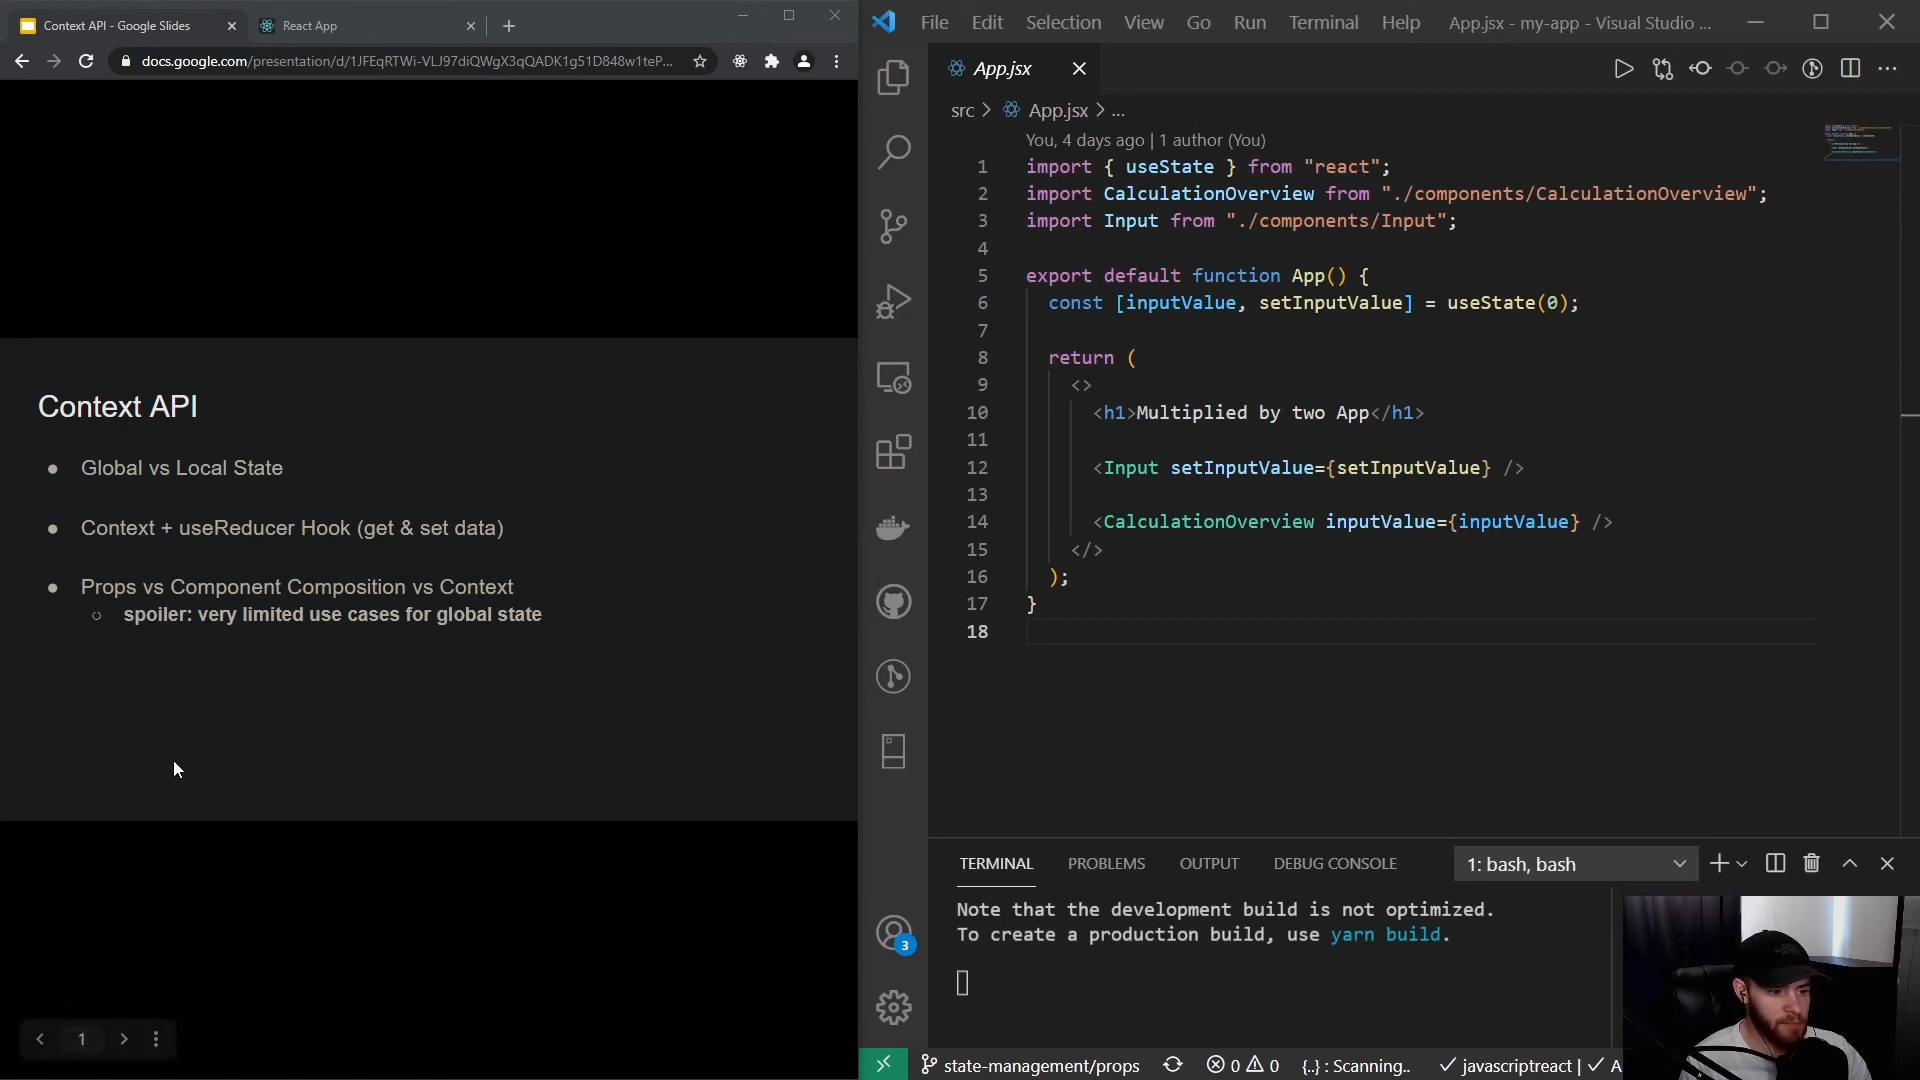 Context API - Google Slides
React App
docs.google.com/presentation/d/1JFEqRTWi-VLJ97diQWgX3qQADK1g51D848w1teP...
Context API
Global vs Local State
Context + useReducer Hook (get & set data)
Props vs Component Composition vs Context
spoiler: very limited use cases for global state
1
File Edit Selection View Go Run Terminal Help App.jsx - my-app - Visual Studio ...
App.jsx
src > App.jsx > ...
You, 4 days ago | 1 author (You)
1 import { useState } from "react";
2 import CalculationOverview from "./components/CalculationOverview";
3 import Input from "./components/Input";
4
5 export default function App() {
6 const [inputValue, setInputValue] = useState(0);
7
8 return (
9 <>
10 <h1>Multiplied by two App</h1>
11
12 <Input setInputValue={setInputValue} />
13
14 <CalculationOverview inputValue={inputValue} />
15 </>
16 );
17 }
18
TERMINAL PROBLEMS OUTPUT DEBUG CONSOLE 1: bash, bash
Note that the development build is not optimized.
To create a production build, use yarn build.
3
state-management/props 0 0 {..} : Scanning.. javascriptreact | A